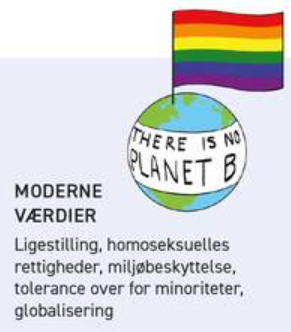 THERE IS NO
PLANET B
MODERNE
VÆRDIER
Ligestilling, homoseksuelles
rettigheder, miljøbeskyttelse,
tolerance over for minoriteter,
globalisering